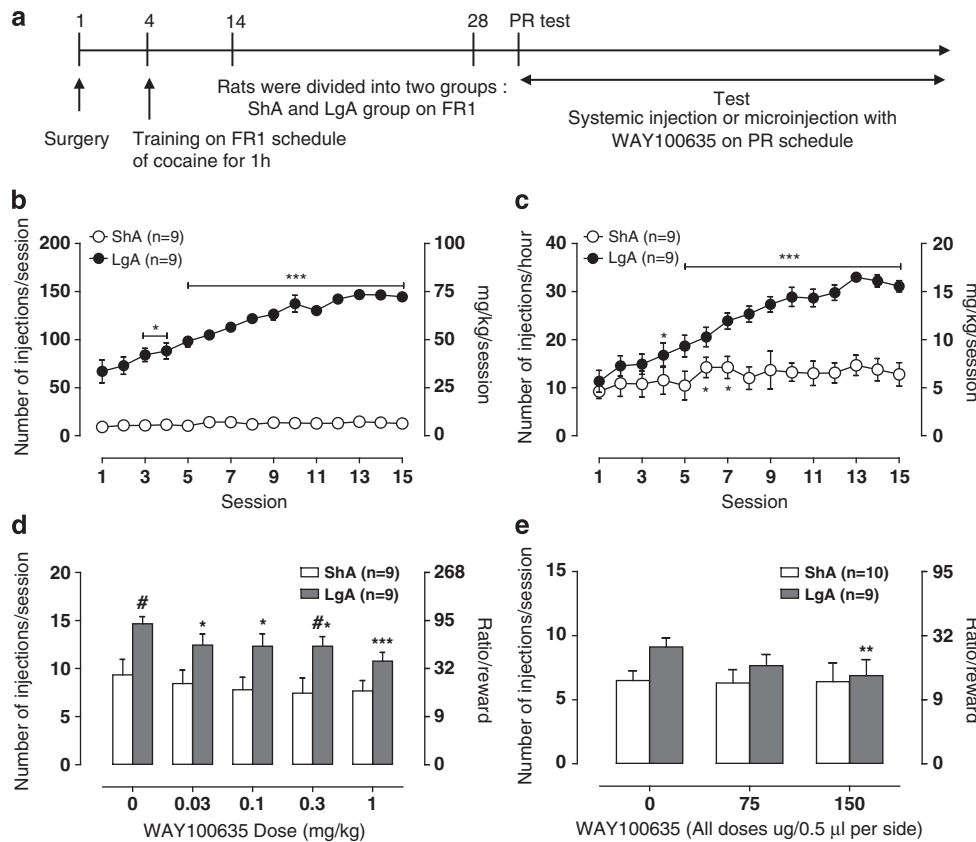 a
1 4 14 28 PR test
Rats were divided into two groups :
ShA and LgA group on FR1
Surgery
Training on FR1 schedule
of cocaine for 1h
Test
Systemic injection or microinjection with
WAY100635 on PR schedule
b
ShA (n=9)
LgA (n=9)
* ***
Number of injections/session
200
150
100
50
0
mg/kg/session
100
75
50
25
0
1 3 5 7 9 11 13 15
Session
c
ShA (n=9)
LgA (n=9)
***
*
* *
Number of injections/hour
40
30
20
10
0
mg/kg/session
20
15
10
5
0
1 3 5 7 9 11 13 15
Session
d
ShA (n=9)
LgA (n=9)
# * * #* ***
Number of injections/session
20
15
10
5
0
Ratio/reward
268
95
32
9
0
0 0.03 0.1 0.3 1
WAY100635 Dose (mg/kg)
e
ShA (n=10)
LgA (n=9)
**
Number of injections/session
15
10
5
0
Ratio/reward
95
32
9
0
0 75 150
WAY100635 (All doses ug/0.5 µl per side)